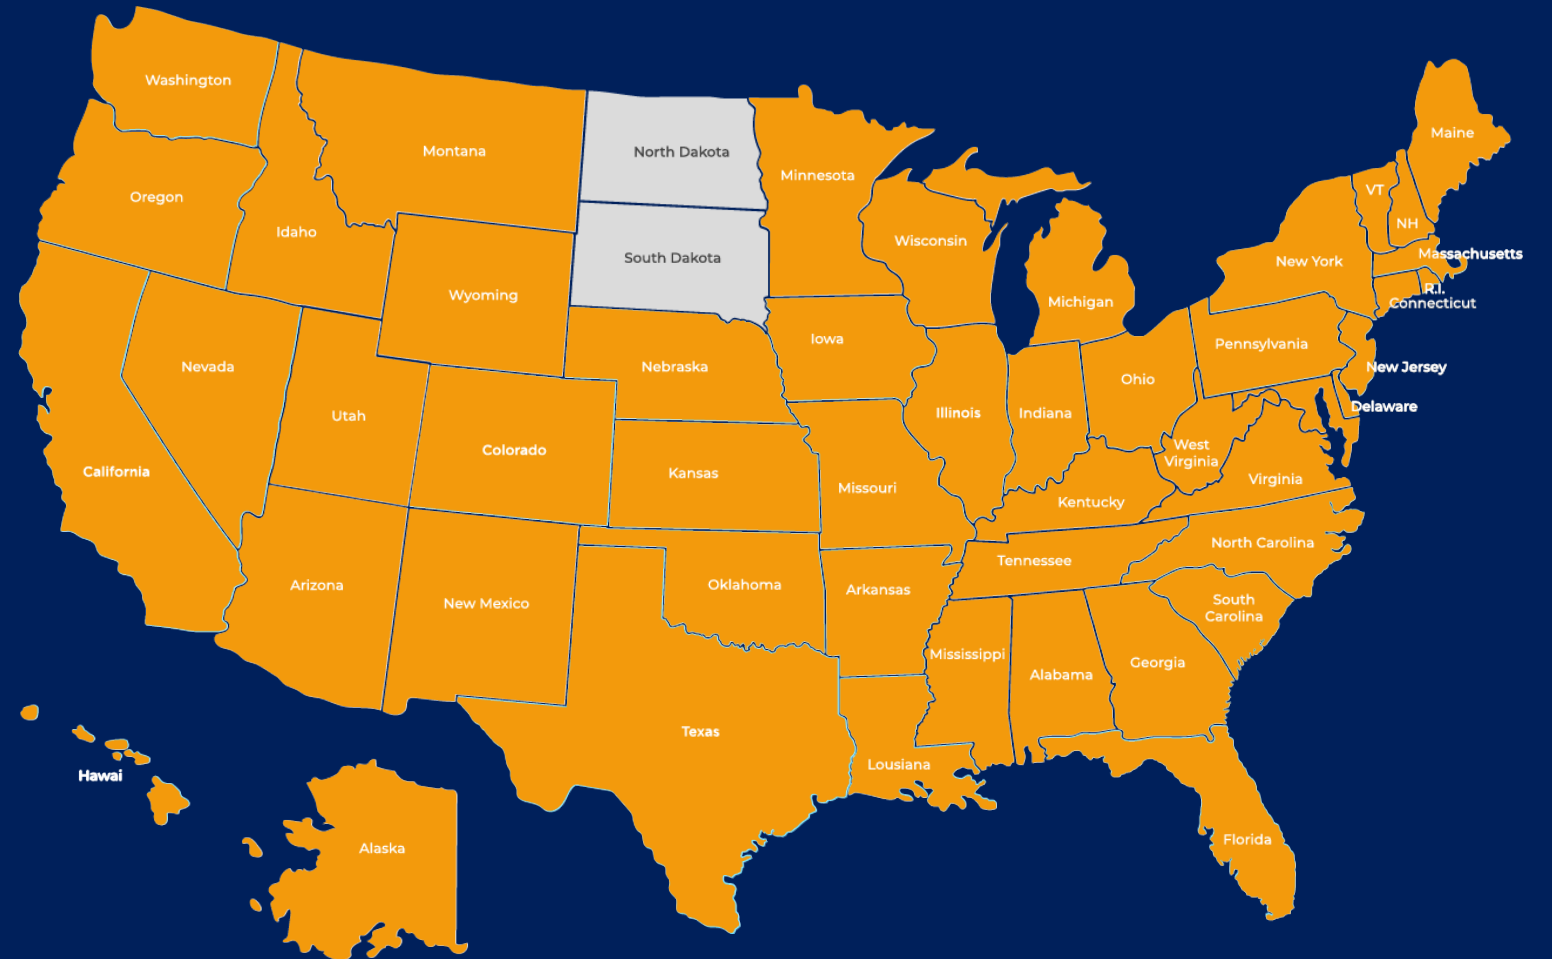 Washington
Maine
Montana
North Dakota
Minnesota
VT
Oregon
NH
Idaho
Wisconsin
Massachusetts
South Dakota
New York
R.I.
Wyoming
Michigan
Connecticut
Iowa
Pennsylvania
Nevada
Nebraska
New Jersey
Ohio
Delaware
Utah
Illinois
Indiana
Colorado
West
Virginia
California
Kansas
Virginia
Missouri
Kentucky
North Carolina
Tennessee
Arizona
Oklahoma
Arkansas
New Mexico
South
Carolina
Mississippi
Georgia
Alabama
Texas
Lousiana
Hawai
Florida
Alaska